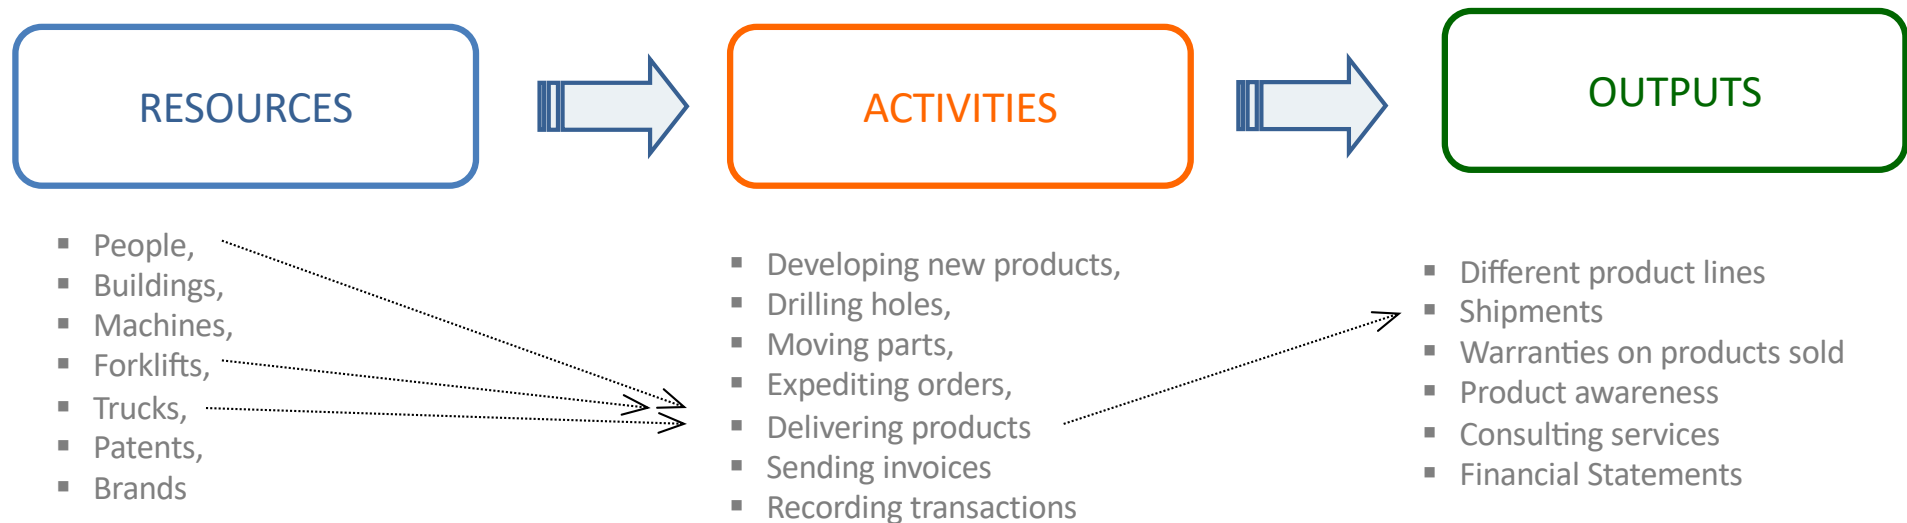 RESOURCES
ACTIVITIES
OUTPUTS
▪ People,
▪ Buildings,
▪ Machines,
▪ Forklifts,
▪ Trucks,
▪ Patents,
▪ Brands
▪ Developing new products,
▪ Drilling holes,
▪ Moving parts,
▪ Expediting orders,
▪ Delivering products
▪ Sending invoices
▪ Recording transactions
▪ Different product lines
▪ Shipments
▪ Warranties on products sold
▪ Product awareness
▪ Consulting services
▪ Financial Statements